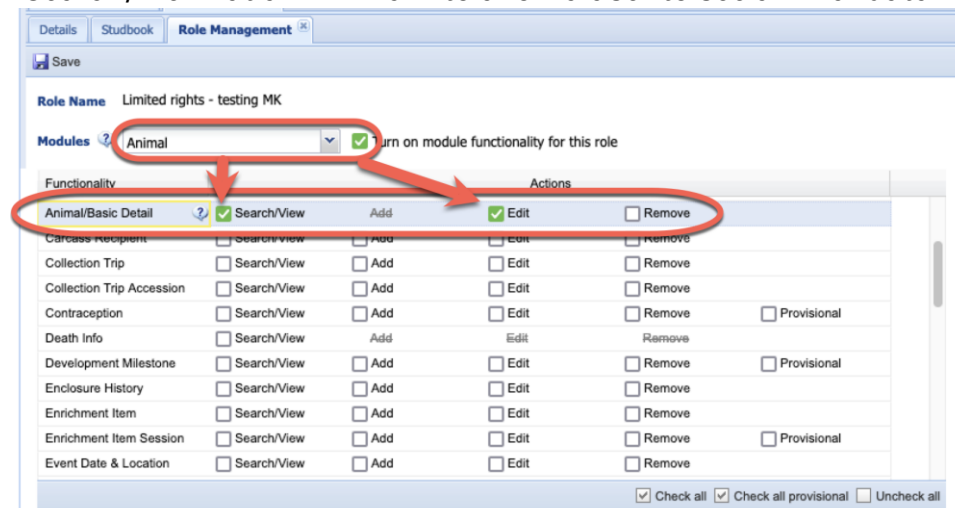 Details Studbook Role Management
Save
Role Name Limited rights - testing MK
Modules Animal Turn on module functionality for this role
Functionality Actions
Animal/Basic Detail Search/View Add Edit Remove
Carcass Recipient Search/View Add Edit Remove
Collection Trip Search/View Add Edit Remove
Collection Trip Accession Search/View Add Edit Remove
Contraception Search/View Add Edit Remove Provisional
Death Info Search/View Add Edit Remove
Development Milestone Search/View Add Edit Remove Provisional
Enclosure History Search/View Add Edit Remove
Enrichment Item Search/View Add Edit Remove
Enrichment Item Session Search/View Add Edit Remove Provisional
Event Date & Location Search/View Add Edit Remove
Check all Check all provisional Uncheck all